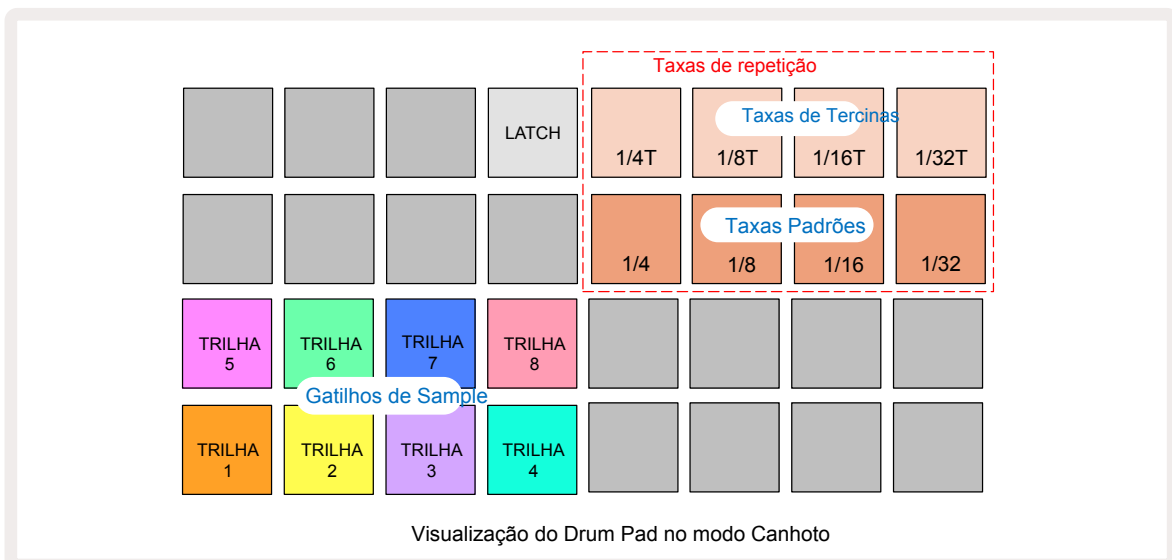 Taxas de repetição
LATCH
Taxas de Tercinas
1/4T 1/8T 1/16T 1/32T
Taxas Padrões
1/4 1/8 1/16 1/32
TRILHA
5
TRILHA
6
TRILHA
7
TRILHA
8
Gatilhos de Sample
TRILHA
1
TRILHA
2
TRILHA
3
TRILHA
4
Visualização do Drum Pad no modo Canhoto